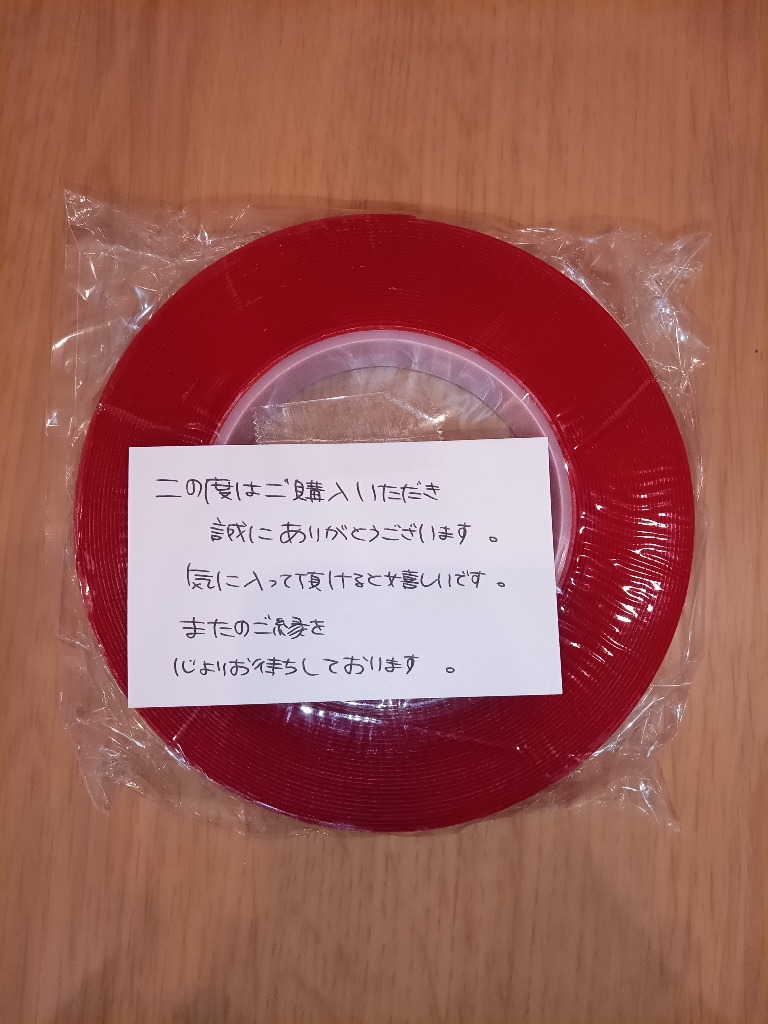 この度はご購入いただき
誠にありがとうございます。
気に入って頂けると嬉しいです。
またのご縁を
心よりお待ちしております。